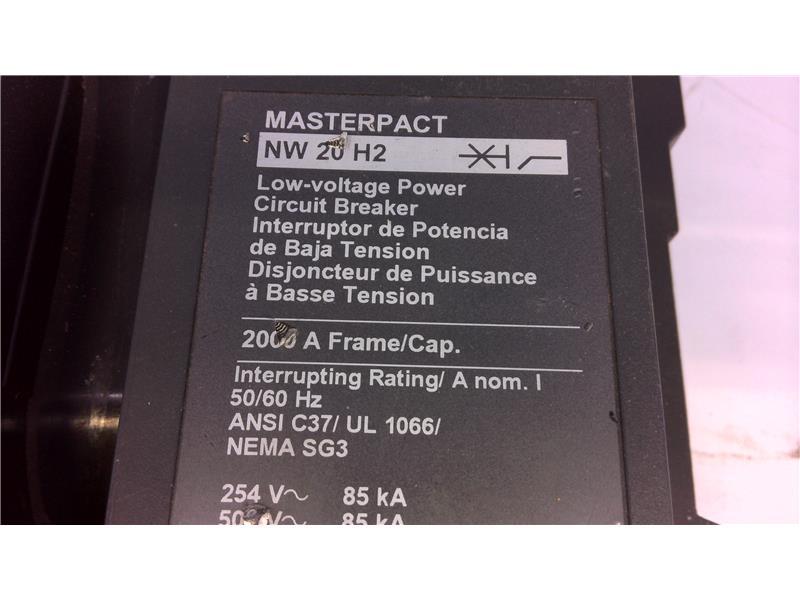 MASTERPACT
NW 20 H2
Low-voltage Power
Circuit Breaker
Interruptor de Potencia
de Baja Tension
Disjoncteur de Puissance
à Basse Tension
2000 A Frame/Cap.
Interrupting Rating/ A nom. I
50/60 Hz
ANSI C37/ UL 1066/
NEMA SG3
254 V~ 85 kA
85 kA